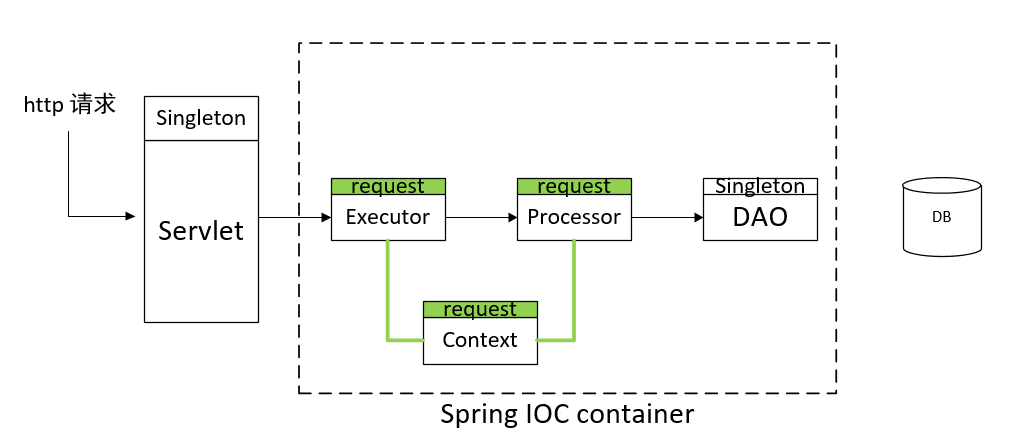 http 请求
Singleton
Servlet
request
Executor
request
Processor
Singleton
DAO
DB
request
Context
Spring IOC container